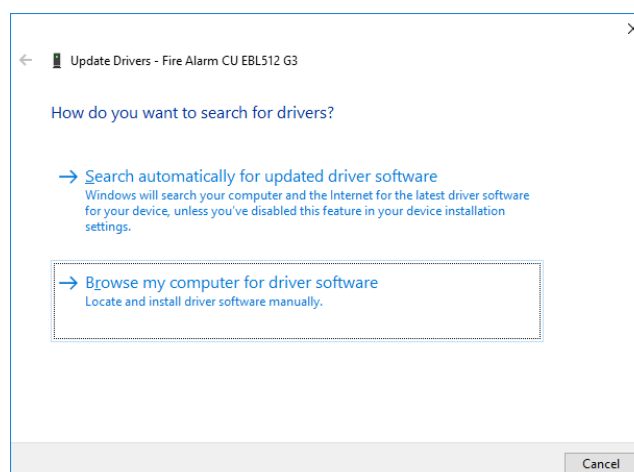 Update Drivers - Fire Alarm CU EBL512 G3
How do you want to search for drivers?
Search automatically for updated driver software
Windows will search your computer and the Internet for the latest driver software
for your device, unless you've disabled this feature in your device installation
settings.
Browse my computer for driver software
Locate and install driver software manually.
Cancel